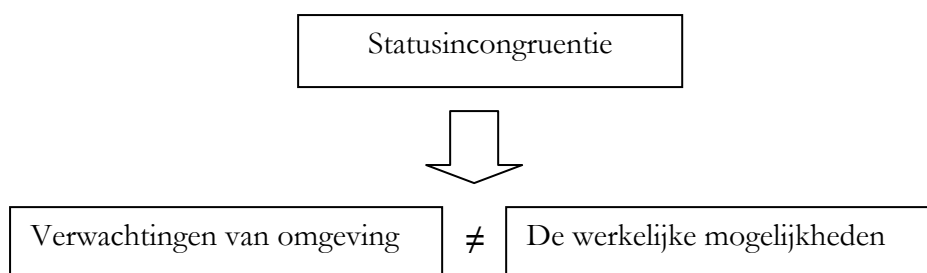 Statusincongruentie
Verwachtingen van omgeving ≠ De werkelijke mogelijkheden